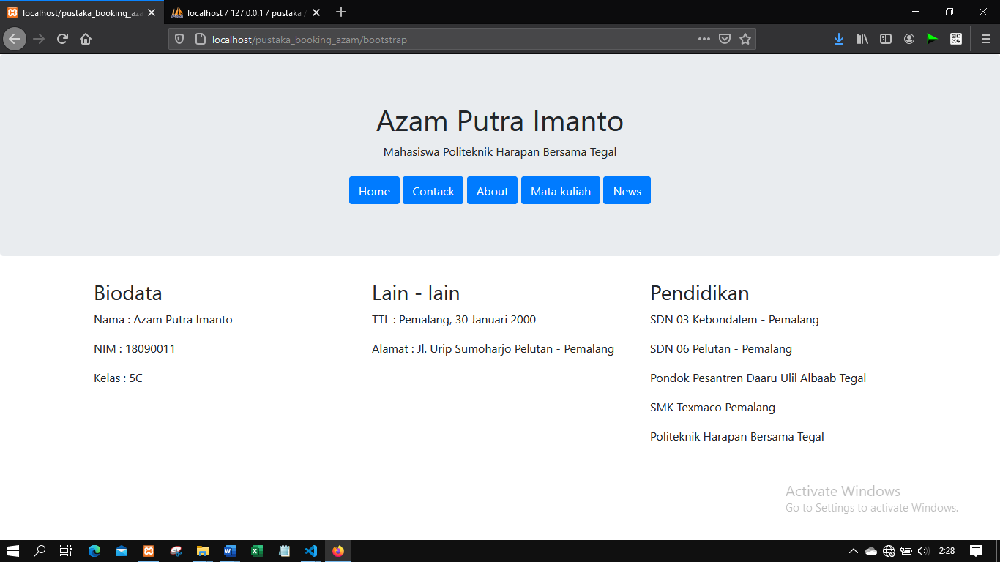 localhost/pustaka_booking_aza
localhost / 127.0.0.1 / pustaka /
localhost/pustaka_booking_azam/bootstrap
Azam Putra Imanto
Mahasiswa Politeknik Harapan Bersama Tegal
Home Contack About Mata kuliah News
Biodata
Nama : Azam Putra Imanto
NIM : 18090011
Kelas : 5C
Lain - lain
TTL : Pemalang, 30 Januari 2000
Alamat : Jl. Urip Sumoharjo Pelutan - Pemalang
Pendidikan
SDN 03 Kebondalem - Pemalang
SDN 06 Pelutan - Pemalang
Pondok Pesantren Daaru Ulil Albaab Tegal
SMK Texmaco Pemalang
Politeknik Harapan Bersama Tegal
Activate Windows
Go to Settings to activate Windows.
2:28